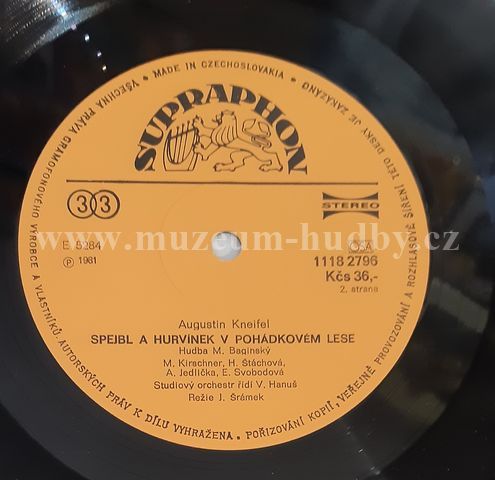 VŠECHNA PRÁVA GRAMOFONOVÉHO VÝROBCE A VLASTNÍKŮ AUTORSKÝCH PRÁV K DÍLU VYHRAŽENA. POŘIZOVÁNÍ KOPIÍ, VEŘEJNÉ PROVOZOVÁNÍ A ROZHLASOVÉ ŠÍŘENÍ TÉTO DESKY JE ZAKÁZÁNO • MADE IN CZECHOSLOVAKIA •
SUPRAPHON
33
STEREO
www.muzeum-hudby.cz
E 5284
℗ 1981
OSA
1118 2796
Kčs 36,-
2. strana
Augustin Kneifel
SPEJBL A HURVÍNEK V POHÁDKOVÉM LESE
Hudba M. Baginský
M. Kirschner, H. Štáchová,
A. Jedlička, E. Svobodová
Studiový orchestr řídí V. Hanuš
Režie J. Šrámek